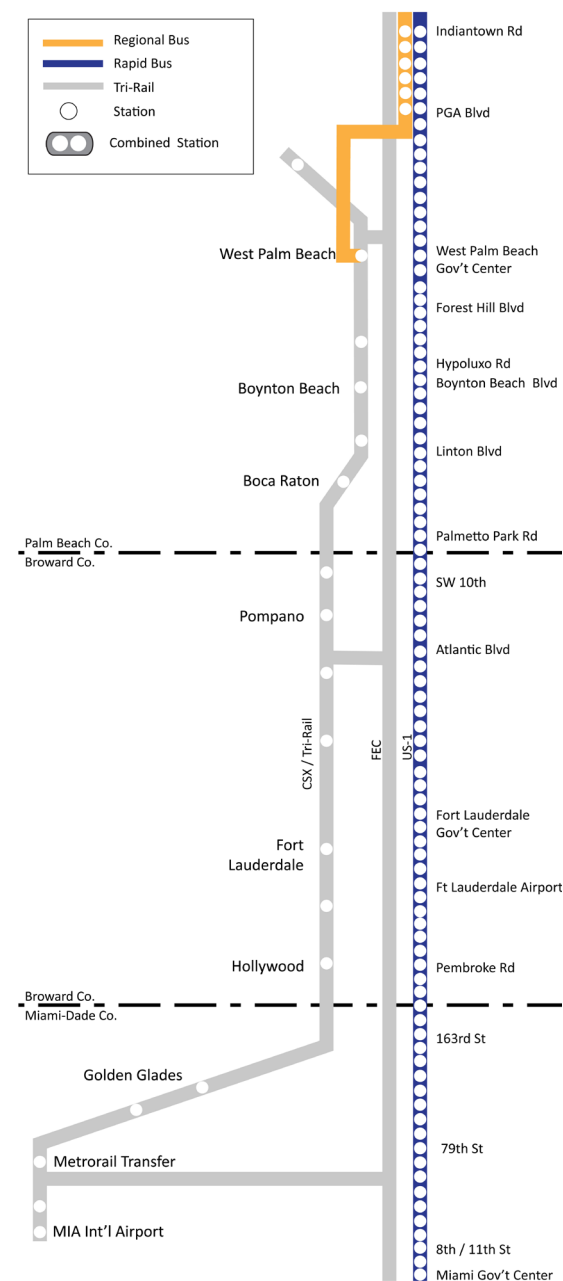 Regional Bus
Rapid Bus
Tri-Rail
Station
Combined Station
Indiantown Rd
PGA Blvd
West Palm Beach
West Palm Beach
Gov't Center
Forest Hill Blvd
Hypoluxo Rd
Boynton Beach
Boynton Beach Blvd
Linton Blvd
Boca Raton
Palmetto Park Rd
Palm Beach Co.
Broward Co.
SW 10th
Pompano
Atlantic Blvd
CSX / Tri-Rail
FEC
US-1
Fort Lauderdale
Gov't Center
Fort
Lauderdale
Ft Lauderdale Airport
Hollywood
Pembroke Rd
Broward Co.
Miami-Dade Co.
163rd St
Golden Glades
79th St
Metrorail Transfer
MIA Int'l Airport
8th / 11th St
Miami Gov't Center